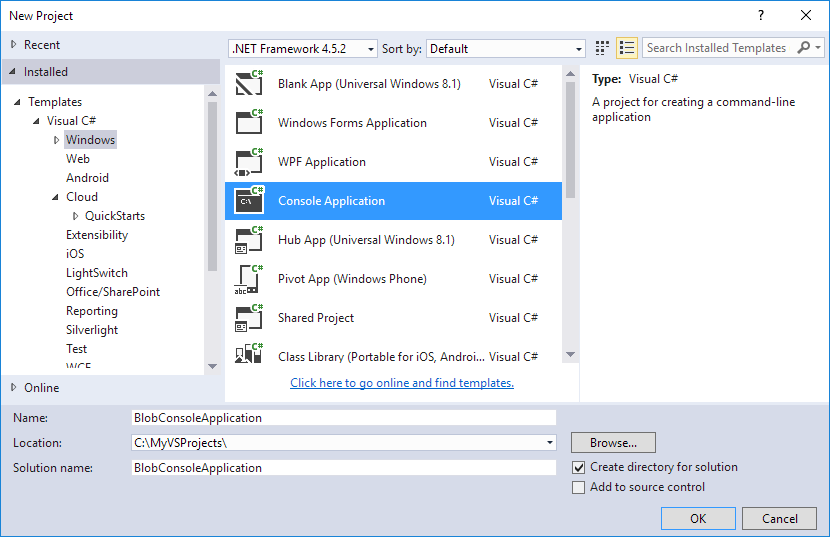 New Project
? 
Recent
.NET Framework 4.5.2
Sort by:
Default
Search Installed Templates
Installed
Templates
Visual C#
Windows
Web
Android
Cloud
QuickStarts
Extensibility
iOS
LightSwitch
Office/SharePoint
Reporting
Silverlight
Test
WCF
Online
C# Blank App (Universal Windows 8.1) Visual C#
C# Windows Forms Application Visual C#
C# WPF Application Visual C#
C# C:\ Console Application Visual C#
C# Hub App (Universal Windows 8.1) Visual C#
C# abc Pivot App (Windows Phone) Visual C#
C# Shared Project Visual C#
C# Class Library (Portable for iOS, Androi... Visual C#
Click here to go online and find templates.
Type: Visual C#
A project for creating a command-line
application
Name: BlobConsoleApplication
Location: C:\MyVSProjects\
Browse...
Solution name: BlobConsoleApplication
Create directory for solution
Add to source control
OK
Cancel